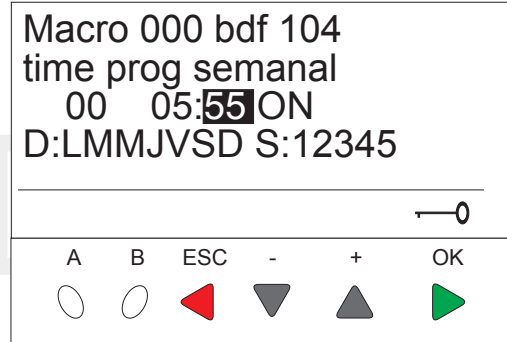 Macro 000 bdf 104
time prog semanal
00 05:55 ON
D:LMMJVSD S:12345
A B ESC - + OK